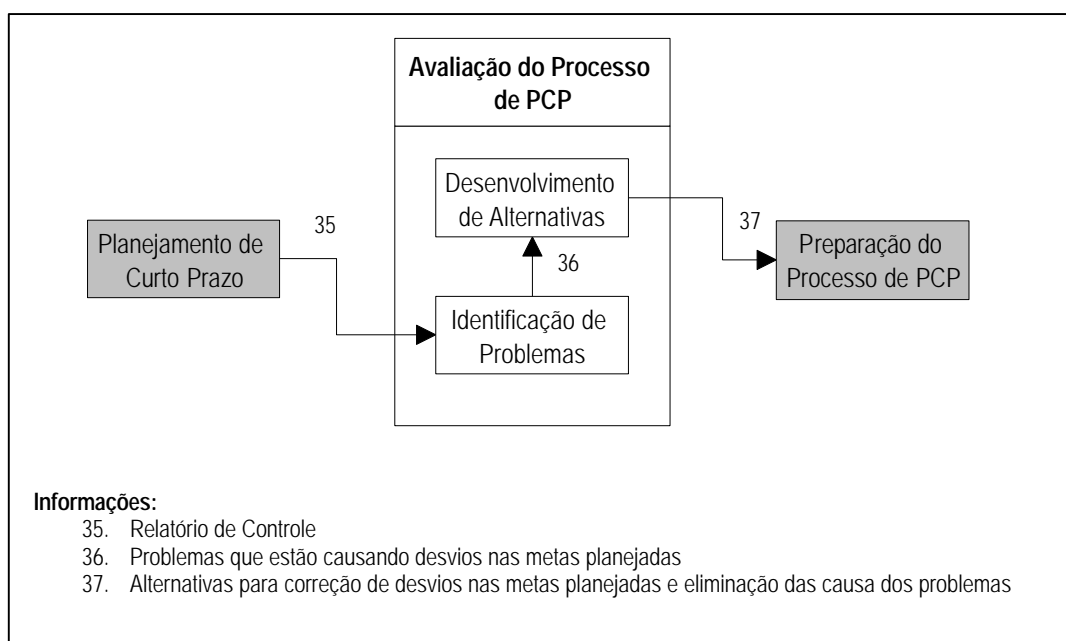 Avaliação do Processo
de PCP
Desenvolvimento
de Alternativas
35
37
Planejamento de
Curto Prazo
Preparação do
Processo de PCP
36
Identificação de
Problemas
Informações:
35. Relatório de Controle
36. Problemas que estão causando desvios nas metas planejadas
37. Alternativas para correção de desvios nas metas planejadas e eliminação das causa dos problemas